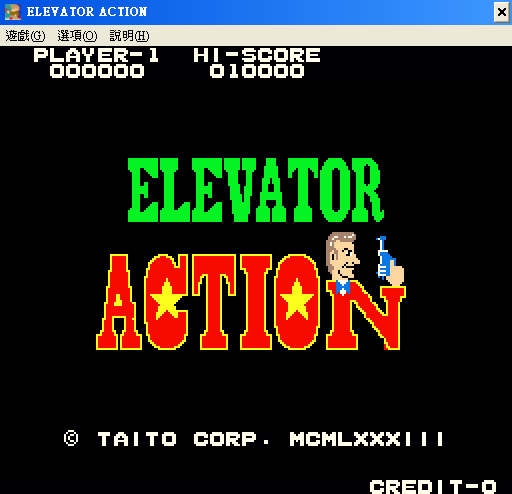 ELEVATOR ACTION
遊戲(G) 選項(O) 說明(H)
PLAYER-1 HI-SCORE
000000 010000
ELEVATOR
ACTION
© TAITO CORP. MCMLXXXIII
CREDIT-0